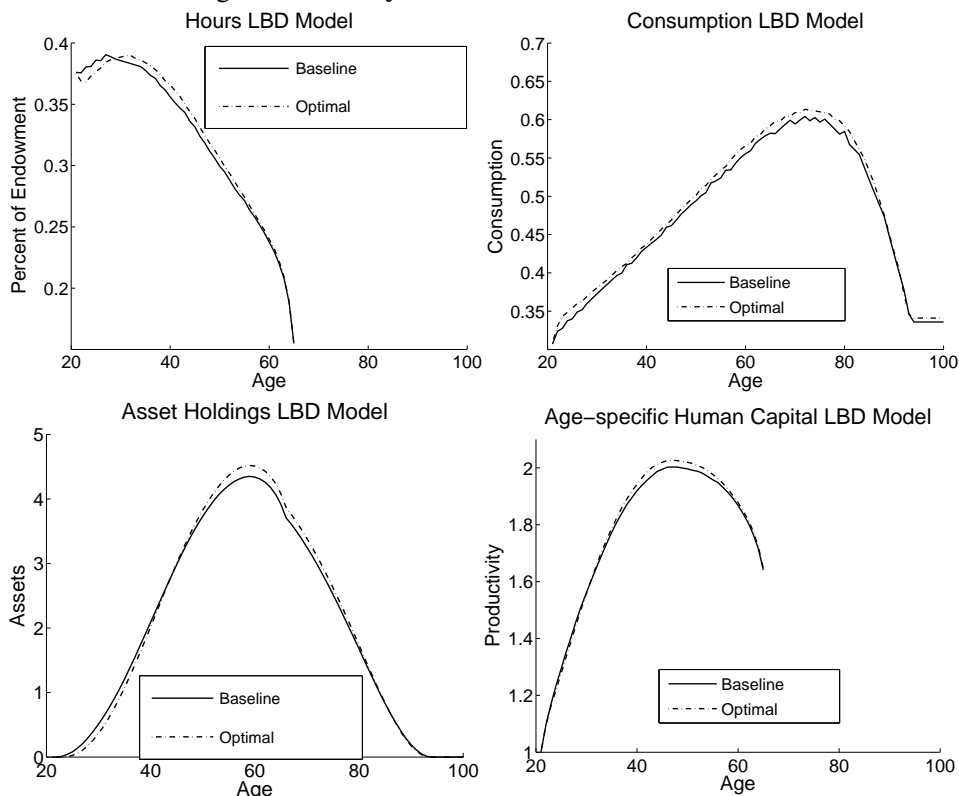 Hours LBD Model
Percent of Endowment
0.4
0.35
0.3
0.25
0.2
Baseline
Optimal
20 40 60 80 100
Age
Consumption LBD Model
Consumption
0.7
0.65
0.6
0.55
0.5
0.45
0.4
0.35
Baseline
Optimal
20 40 60 80 100
Age
Asset Holdings LBD Model
Assets
5
4
3
2
1
0
Baseline
Optimal
20 40 60 80 100
Age
Age-specific Human Capital LBD Model
Productivity
2
1.8
1.6
1.4
1.2
1
Baseline
Optimal
20 40 60 80 100
Age